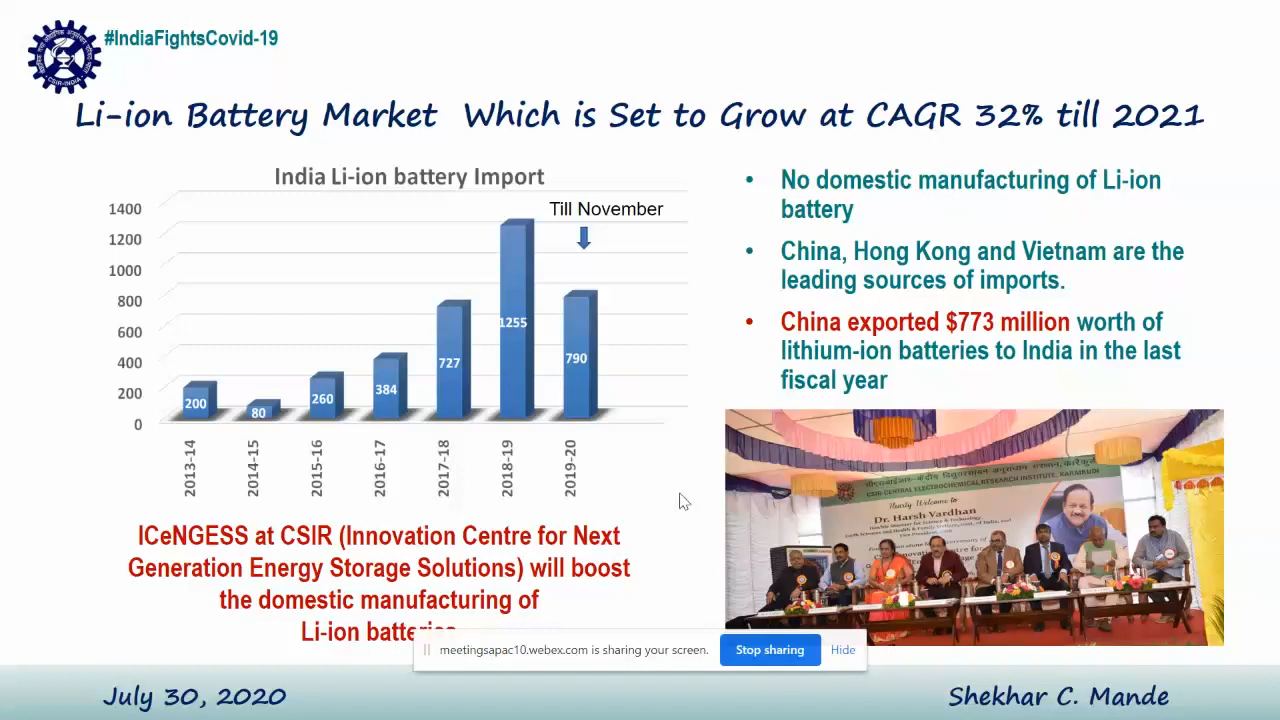 #IndiaFightsCovid-19
CSIR-INDIA
Li-ion Battery Market Which is Set to Grow at CAGR 32% till 2021
India Li-ion battery Import
Till November
1400
1200
1000
800
600
400
200
0
200
80
260
384
727
1255
790
2013-14
2014-15
2015-16
2016-17
2017-18
2018-19
2019-20
• No domestic manufacturing of Li-ion
battery
• China, Hong Kong and Vietnam are the
leading sources of imports.
• China exported $773 million worth of
lithium-ion batteries to India in the last
fiscal year
CSIR-CENTRAL ELECTROCHEMICAL RESEARCH INSTITUTE, KARAIKUDI
Hearty Welcome to
Dr. Harsh Vardhan
ICeNGESS at CSIR (Innovation Centre for Next
Generation Energy Storage Solutions) will boost
the domestic manufacturing of
Li-ion batteries
meetingsapac10.webex.com is sharing your screen.
Stop sharing
Hide
July 30, 2020
Shekhar C. Mande